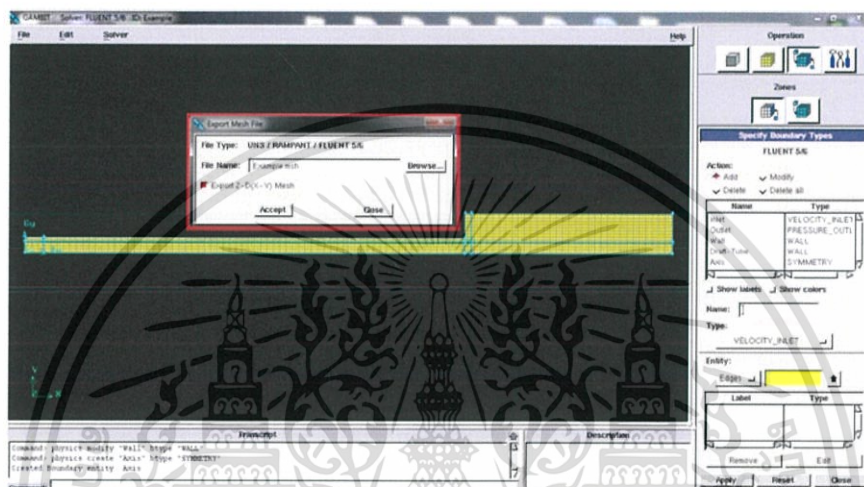 GAMBIT Solver: FLUENT 5/6 ID: Example
File Edit Solver Help
Operation
Zones
Specify Boundary Types
FLUENT 5/6
Action:
Add Modify
Delete Delete all
Name Type
Inlet VELOCITY_INLET
Outlet PRESSURE_OUTL
Wall WALL
Draft-Tube WALL
Axis SYMMETRY
Show labels Show colors
Name:
Type:
VELOCITY_INLET
Entity:
Edges
Label Type
Remove Edit
Apply Reset Close
Export Mesh File
File Type: UNS / RAMPANT / FLUENT 5/6
File Name: Example.msh Browse...
Export 2-D(X-Y) Mesh
Accept Close
Transcript
Description
Command: physics modify "Wall" btype "WALL"
Command: physics create "Axis" btype "SYMMETRY"
Created Boundary entity: Axis